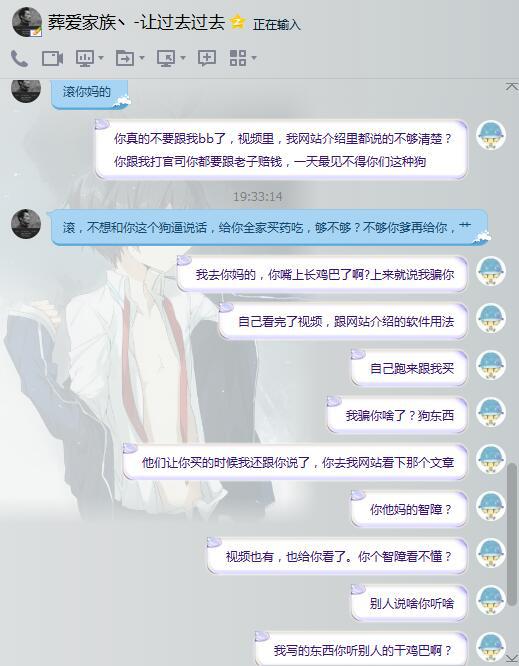 葬爱家族丶-让过去过去 正在输入
滚你妈的
你真的不要跟我bb了，视频里，我网站介绍里都说的不够清楚？
你跟我打官司你都要跟老子赔钱，一天最见不得你们这种狗
19:33:14
滚，不想和你这个狗逼说话，给你全家买药吃，够不够？不够你爹再给你，艹
我去你妈的，你嘴上长鸡巴了啊?上来就说我骗你
自己看完了视频，跟网站介绍的软件用法
自己跑来跟我买
我骗你啥了？狗东西
他们让你买的时候我还跟你说了，你去我网站看下那个文章
你他妈的智障？
视频也有，也给你看了。你个智障看不懂？
别人说啥你听啥
我写的东西你听别人的干鸡巴啊？